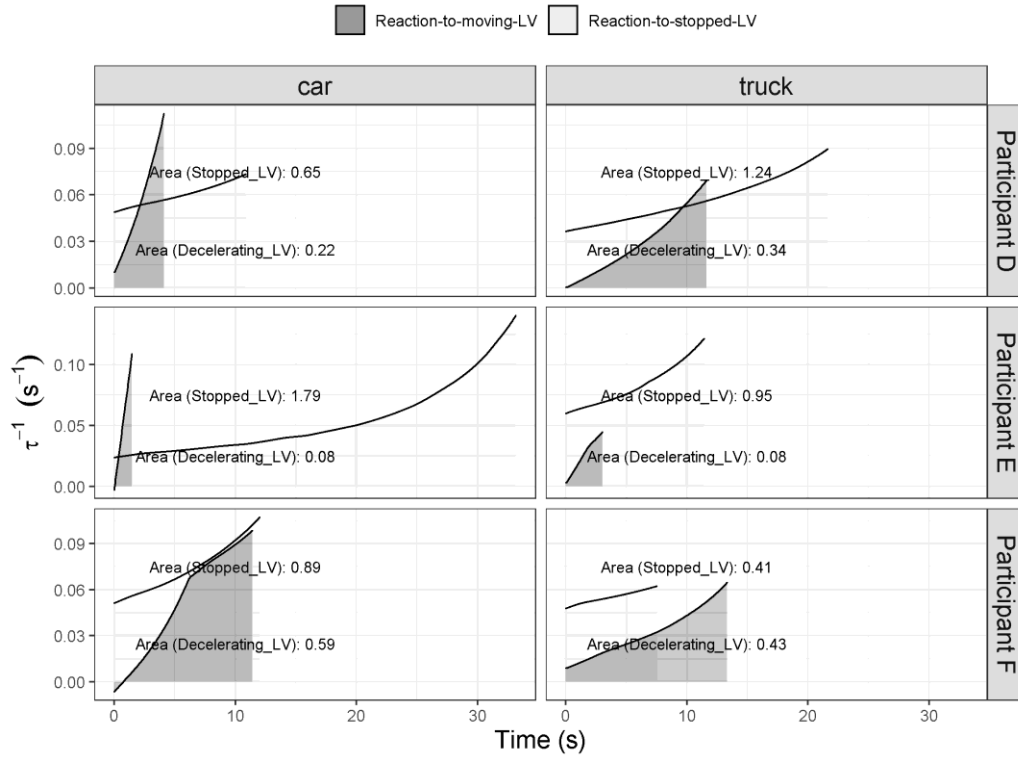 Reaction-to-moving-LV Reaction-to-stopped-LV
car truck
0.09
0.06
0.03
0.00
Area (Stopped_LV): 0.65
Area (Decelerating_LV): 0.22
Area (Stopped_LV): 1.24
Area (Decelerating_LV): 0.34
Participant D
0.10
0.05
0.00
Area (Stopped_LV): 1.79
Area (Decelerating_LV): 0.08
Area (Stopped_LV): 0.95
Area (Decelerating_LV): 0.08
Participant E
0.09
0.06
0.03
0.00
Area (Stopped_LV): 0.89
Area (Decelerating_LV): 0.59
Area (Stopped_LV): 0.41
Area (Decelerating_LV): 0.43
Participant F
τ⁻¹ (s⁻¹)
0 10 20 30 0 10 20 30
Time (s)